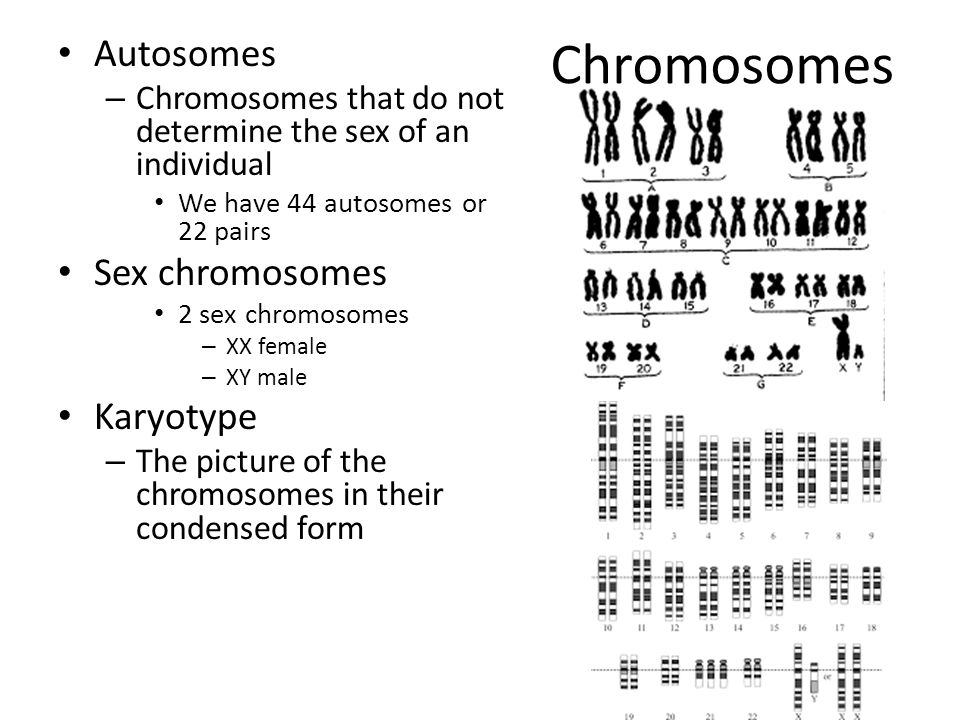 Chromosomes
• Autosomes
– Chromosomes that do not
determine the sex of an
individual
• We have 44 autosomes or
22 pairs
• Sex chromosomes
• 2 sex chromosomes
– XX female
– XY male
• Karyotype
– The picture of the
chromosomes in their
condensed form
1 2 3 4 5
A B
6 7 8 9 10 11 12
C
13 14 15 16 17 18
D E
19 20 21 22 X Y
F G
1 2 3 4 5 6 7 8 9
10 11 12 13 14 15 16 17 18
or
Y
19 20 21 22 X X X